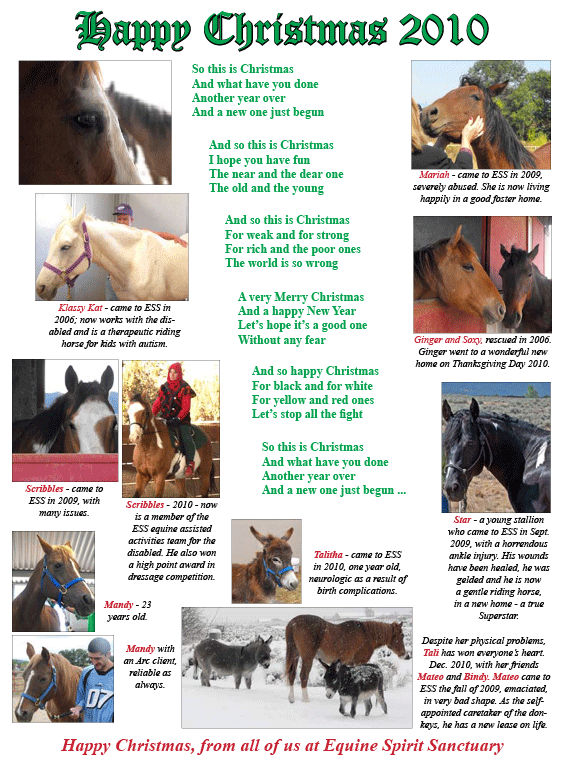 Happy Christmas 2010
So this is Christmas
And what have you done
Another year over
And a new one just begun
And so this is Christmas
I hope you have fun
The near and the dear one
The old and the young
And so this is Christmas
For weak and for strong
For rich and the poor ones
The world is so wrong
A very Merry Christmas
And a happy New Year
Let's hope it's a good one
Without any fear
And so happy Christmas
For black and for white
For yellow and red ones
Let's stop all the fight
So this is Christmas
And what have you done
Another year over
And a new one just begun ...
Mariah - came to ESS in 2009,
severely abused. She is now living
happily in a good foster home.
Klassy Kat - came to ESS in
2006; now works with the dis-
abled and is a therapeutic riding
horse for kids with autism.
Ginger and Soxy, rescued in 2006.
Ginger went to a wonderful new
home on Thanksgiving Day 2010.
Scribbles - came to
ESS in 2009, with
many issues.
Scribbles - 2010 - now
is a member of the
ESS equine assisted
activities team for the
disabled. He also won
a high point award in
dressage competition.
Star - a young stallion
who came to ESS in Sept.
2009, with a horrendous
ankle injury. His wounds
have been healed, he was
gelded and he is now
a gentle riding horse,
in a new home - a true
Superstar.
Talitha - came to ESS
in 2010, one year old,
neurologic as a result of
birth complications.
Mandy - 23
years old.
Mandy with
an Arc client,
reliable as
always.
07
Despite her physical problems,
Tali has won everyone's heart.
Dec. 2010, with her friends
Mateo and Bindy. Mateo came to
ESS the fall of 2009, emaciated,
in very bad shape. As the self-
appointed caretaker of the don-
keys, he has a new lease on life.
Happy Christmas, from all of us at Equine Spirit Sanctuary